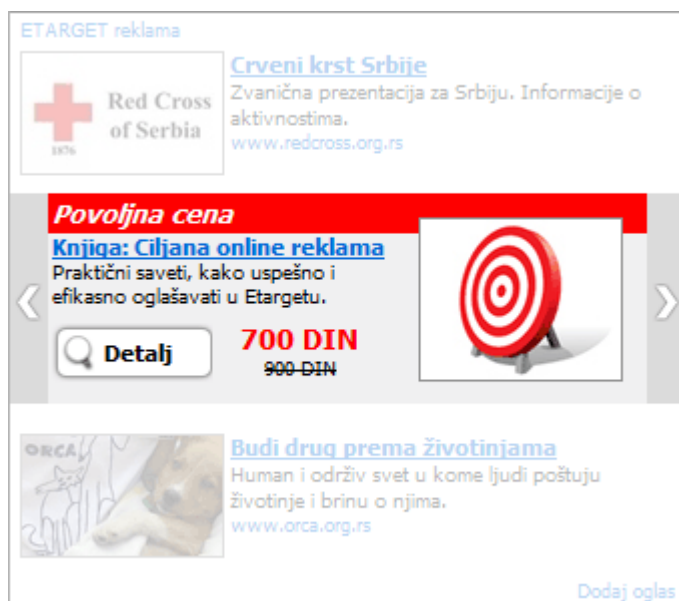 ETARGET reklama
Crveni krst Srbije
Red Cross
of Serbia
1876
Zvanična prezentacija za Srbiju. Informacije o
aktivnostima.
www.redcross.org.rs
Povoljna cena
Knjiga: Ciljana online reklama
Praktični saveti, kako uspešno i
efikasno oglašavati u Etargetu.
Detalj
700 DIN
900 DIN
ORCA
Budi drug prema životinjama
Human i održiv svet u kome ljudi poštuju
životinje i brinu o njima.
www.orca.org.rs
Dodaj oglas